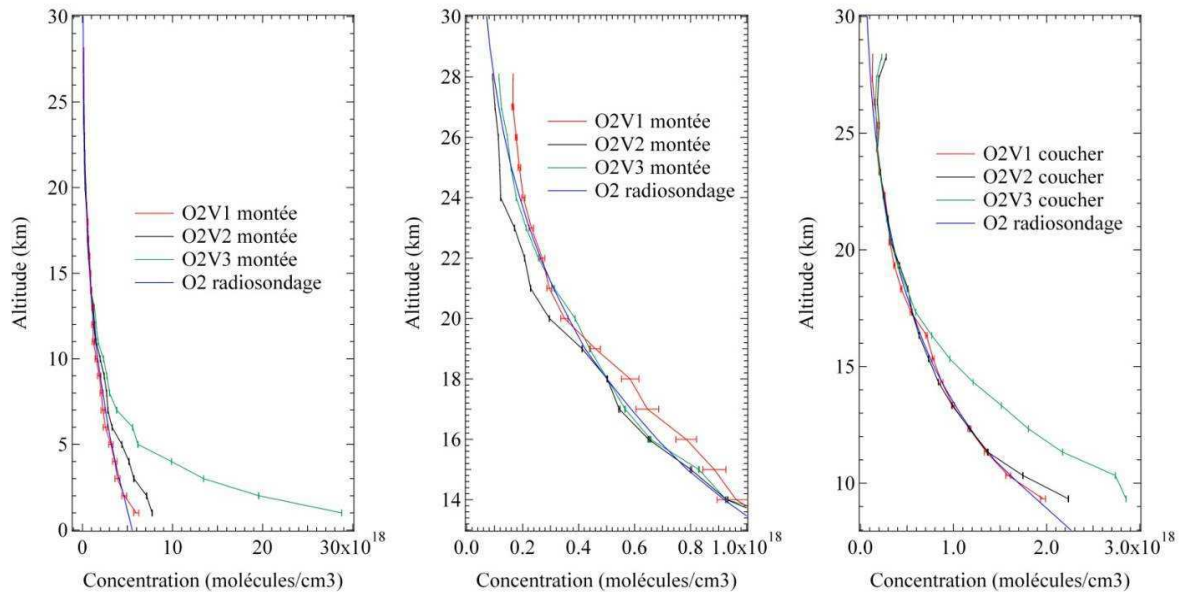 30
25
20
15
10
5
0
Altitude (km)
O2V1 montée
O2V2 montée
O2V3 montée
O2 radiosondage
0
10
20
30x10^18
Concentration (molécules/cm3)
30
28
26
24
22
20
18
16
14
Altitude (km)
O2V1 montée
O2V2 montée
O2V3 montée
O2 radiosondage
0.0
0.2
0.4
0.6
0.8
1.0x10^18
Concentration (molécules/cm3)
30
25
20
15
10
Altitude (km)
O2V1 coucher
O2V2 coucher
O2V3 coucher
O2 radiosondage
0.0
1.0
2.0
3.0x10^18
Concentration (molécules/cm3)